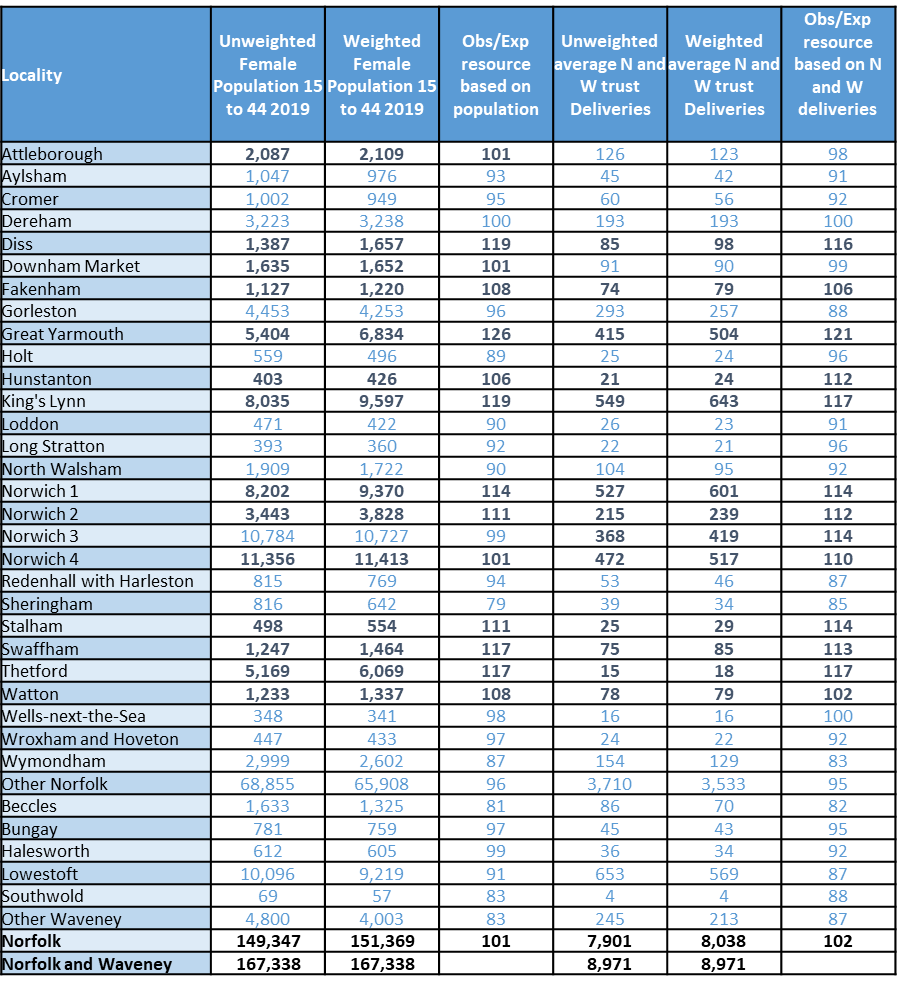 Locality | Unweighted Female Population 15 to 44 2019 | Weighted Female Population 15 to 44 2019 | Obs/Exp resource based on population | Unweighted average N and W trust Deliveries | Weighted average N and W trust Deliveries | Obs/Exp resource based on N and W deliveries
Attleborough 2,087 2,109 101 126 123 98
Aylsham 1,047 976 93 45 42 91
Cromer 1,002 949 95 60 56 92
Dereham 3,223 3,238 100 193 193 100
Diss 1,387 1,657 119 85 98 116
Downham Market 1,635 1,652 101 91 90 99
Fakenham 1,127 1,220 108 74 79 106
Gorleston 4,453 4,253 96 293 257 88
Great Yarmouth 5,404 6,834 126 415 504 121
Holt 559 496 89 25 24 96
Hunstanton 403 426 106 21 24 112
King's Lynn 8,035 9,597 119 549 643 117
Loddon 471 422 90 26 23 91
Long Stratton 393 360 92 22 21 96
North Walsham 1,909 1,722 90 104 95 92
Norwich 1 8,202 9,370 114 527 601 114
Norwich 2 3,443 3,828 111 215 239 112
Norwich 3 10,784 10,727 99 368 419 114
Norwich 4 11,356 11,413 101 472 517 110
Redenhall with Harleston 815 769 94 53 46 87
Sheringham 816 642 79 39 34 85
Stalham 498 554 111 25 29 114
Swaffham 1,247 1,464 117 75 85 113
Thetford 5,169 6,069 117 15 18 117
Watton 1,233 1,337 108 78 79 102
Wells-next-the-Sea 348 341 98 16 16 100
Wroxham and Hoveton 447 433 97 24 22 92
Wymondham 2,999 2,602 87 154 129 83
Other Norfolk 68,855 65,908 96 3,710 3,533 95
Beccles 1,633 1,325 81 86 70 82
Bungay 781 759 97 45 43 95
Halesworth 612 605 99 36 34 92
Lowestoft 10,096 9,219 91 653 569 87
Southwold 69 57 83 4 4 88
Other Waveney 4,800 4,003 83 245 213 87
Norfolk 149,347 151,369 101 7,901 8,038 102
Norfolk and Waveney 167,338 167,338 8,971 8,971